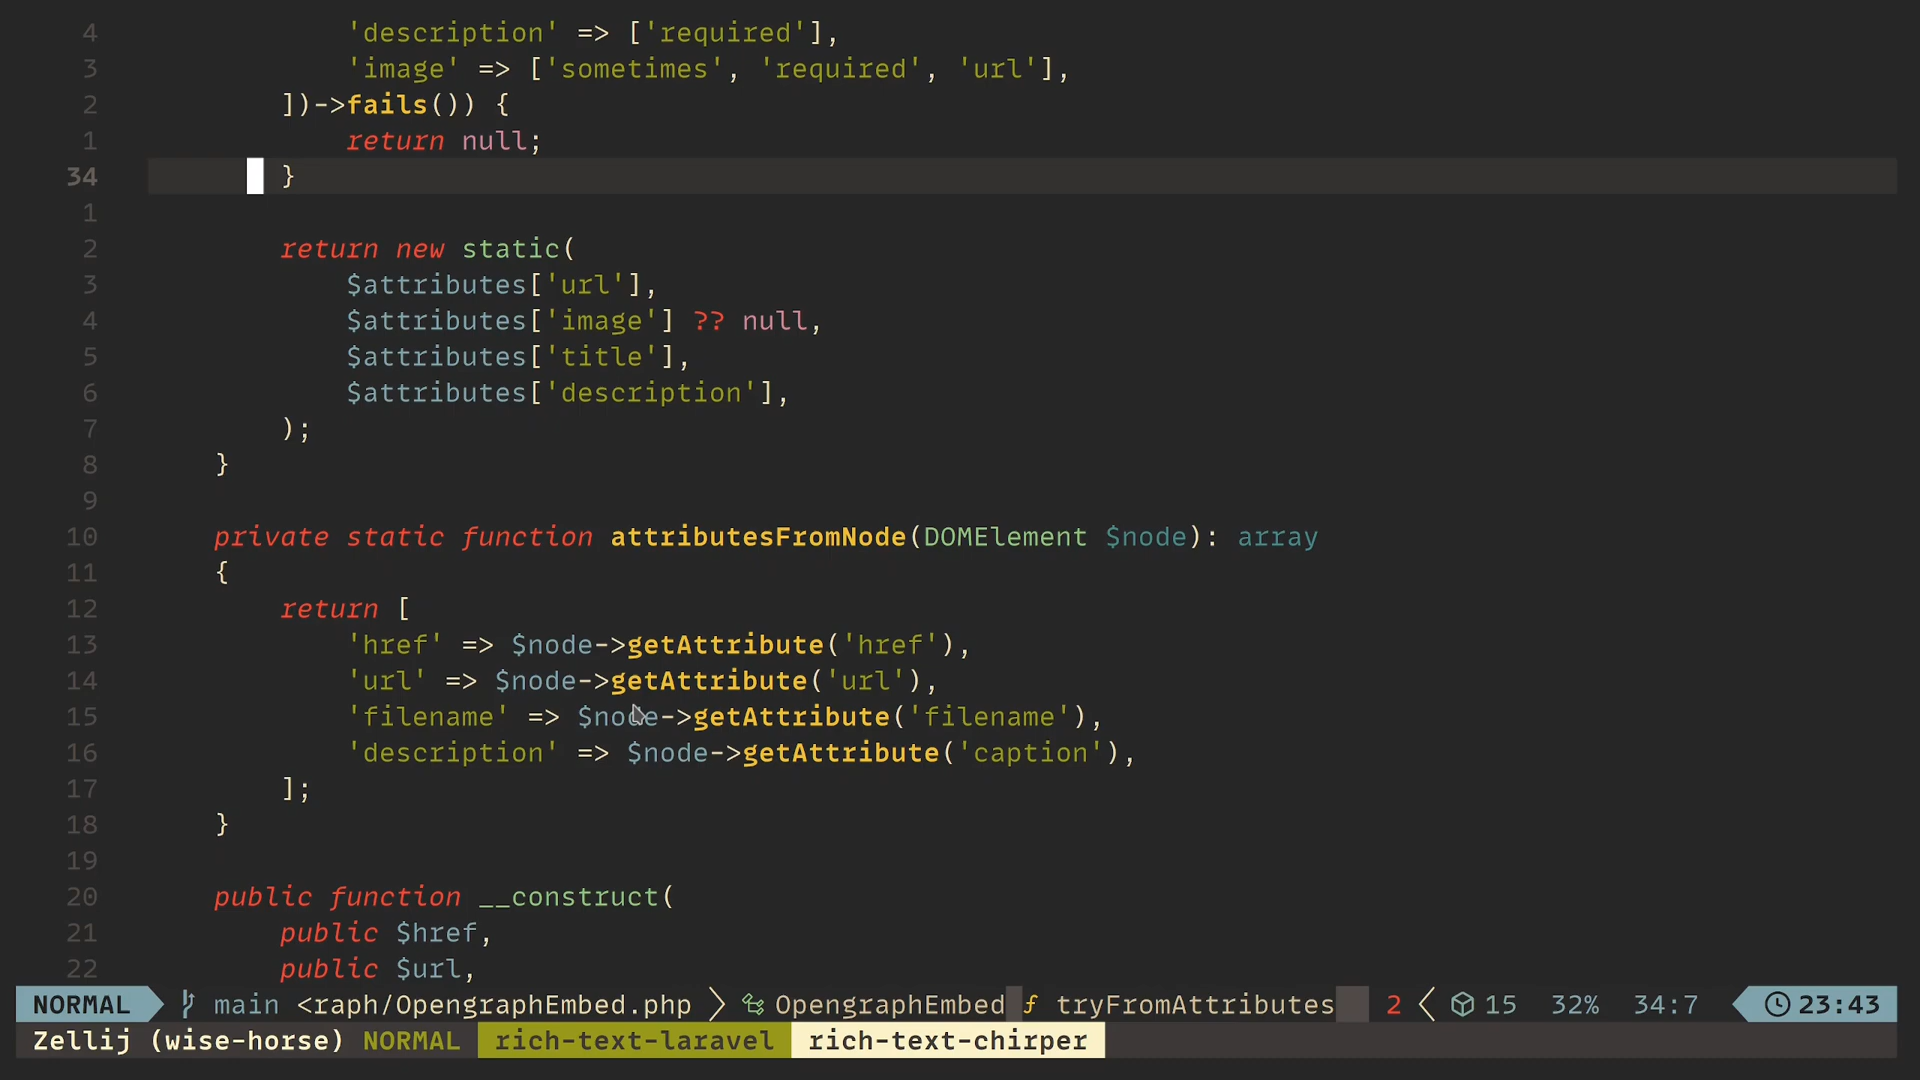 4 'description' => ['required'],
3 'image' => ['sometimes', 'required', 'url'],
2 ])->fails()) {
1 return null;
34 }
1
2 return new static(
3 $attributes['url'],
4 $attributes['image'] ?? null,
5 $attributes['title'],
6 $attributes['description'],
7 );
8 }
9
10 private static function attributesFromNode(DOMElement $node): array
11 {
12 return [
13 'href' => $node->getAttribute('href'),
14 'url' => $node->getAttribute('url'),
15 'filename' => $node->getAttribute('filename'),
16 'description' => $node->getAttribute('caption'),
17 ];
18 }
19
20 public function __construct(
21 public $href,
22 public $url,
NORMAL main <raph/OpengraphEmbed.php OpengraphEmbed f tryFromAttributes 2 15 32% 34:7 23:43
Zellij (wise-horse) NORMAL rich-text-laravel rich-text-chirper